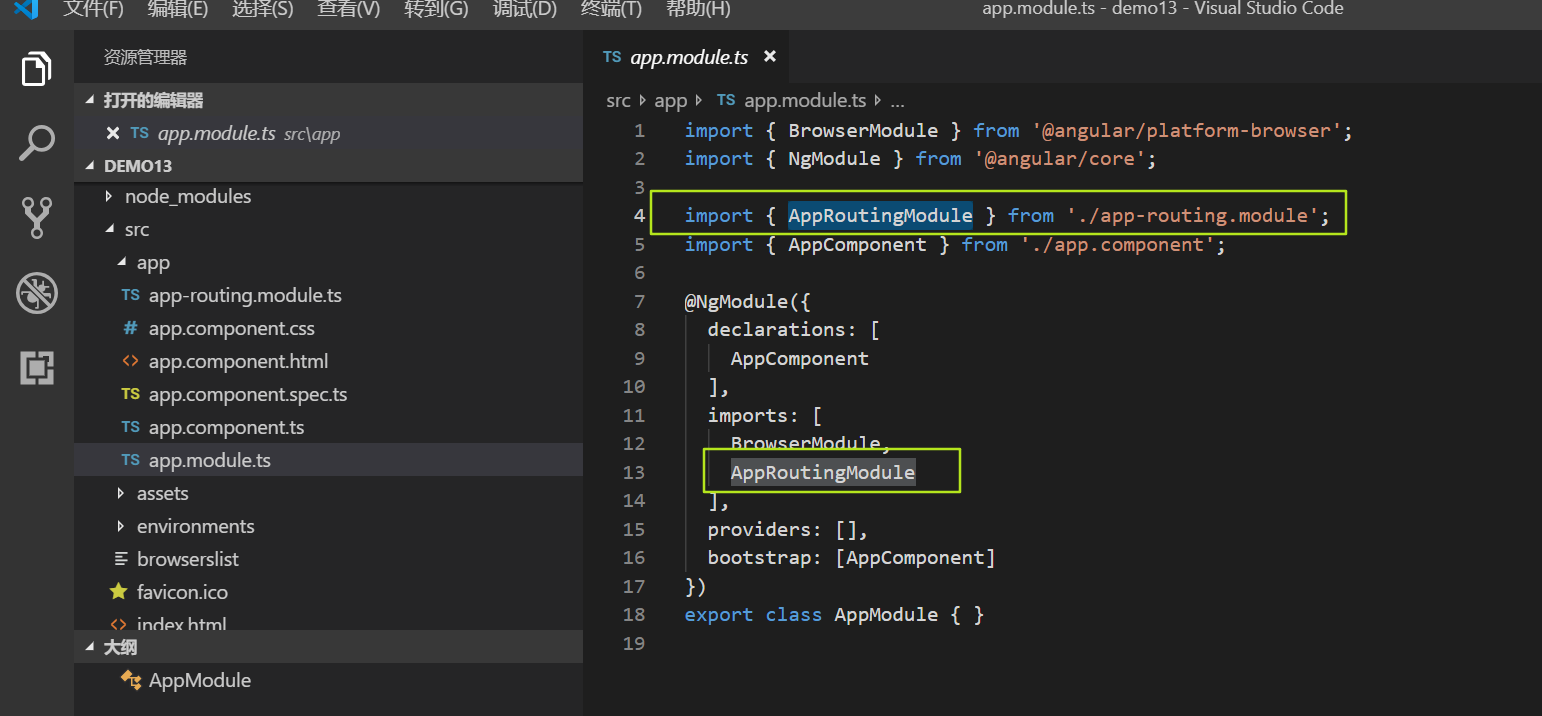 文件(F) 编辑(E) 选择(S) 查看(V) 转到(G) 调试(D) 终端(T) 帮助(H) app.module.ts - demo13 - Visual Studio Code
资源管理器
打开的编辑器
TS app.module.ts src\app
DEMO13
node_modules
src
app
TS app-routing.module.ts
# app.component.css
<> app.component.html
TS app.component.spec.ts
TS app.component.ts
TS app.module.ts
assets
environments
browserslist
favicon.ico
<> index.html
大纲
AppModule
TS app.module.ts
src app TS app.module.ts ...
1 import { BrowserModule } from '@angular/platform-browser';
2 import { NgModule } from '@angular/core';
3
4 import { AppRoutingModule } from './app-routing.module';
5 import { AppComponent } from './app.component';
6
7 @NgModule({
8 declarations: [
9 AppComponent
10 ],
11 imports: [
12 BrowserModule,
13 AppRoutingModule
14 ],
15 providers: [],
16 bootstrap: [AppComponent]
17 })
18 export class AppModule { }
19